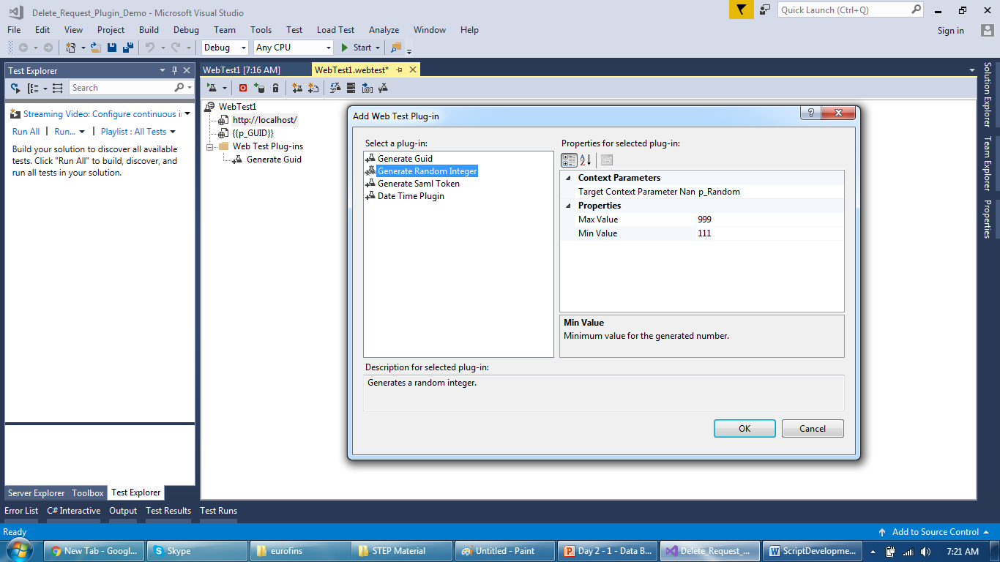 Delete_Request_Plugin_Demo - Microsoft Visual Studio
Quick Launch (Ctrl+Q)
File Edit View Project Build Debug Team Tools Test Load Test Analyze Window Help
Sign in
Debug Any CPU Start
Test Explorer
WebTest1 [7:16 AM] WebTest1.webtest*
Search
Streaming Video: Configure continuous i
Run All | Run... | Playlist : All Tests
Build your solution to discover all available
tests. Click "Run All" to build, discover, and
run all tests in your solution.
WebTest1
http://localhost/
{{p_GUID}}
Web Test Plug-ins
Generate Guid
Add Web Test Plug-in
?
Select a plug-in:
Generate Guid
Generate Random Integer
Generate Saml Token
Date Time Plugin
Properties for selected plug-in:
Context Parameters
Target Context Parameter Nan p_Random
Properties
Max Value 999
Min Value 111
Min Value
Minimum value for the generated number.
Description for selected plug-in:
Generates a random integer.
OK Cancel
Solution Explorer
Team Explorer
Properties
Server Explorer Toolbox Test Explorer
Error List C# Interactive Output Test Results Test Runs
Ready
Add to Source Control
New Tab - Googl... Skype eurofins STEP Material Untitled - Paint Day 2 - 1 - Data B... Delete_Request_... ScriptDevelopme... 7:21 AM